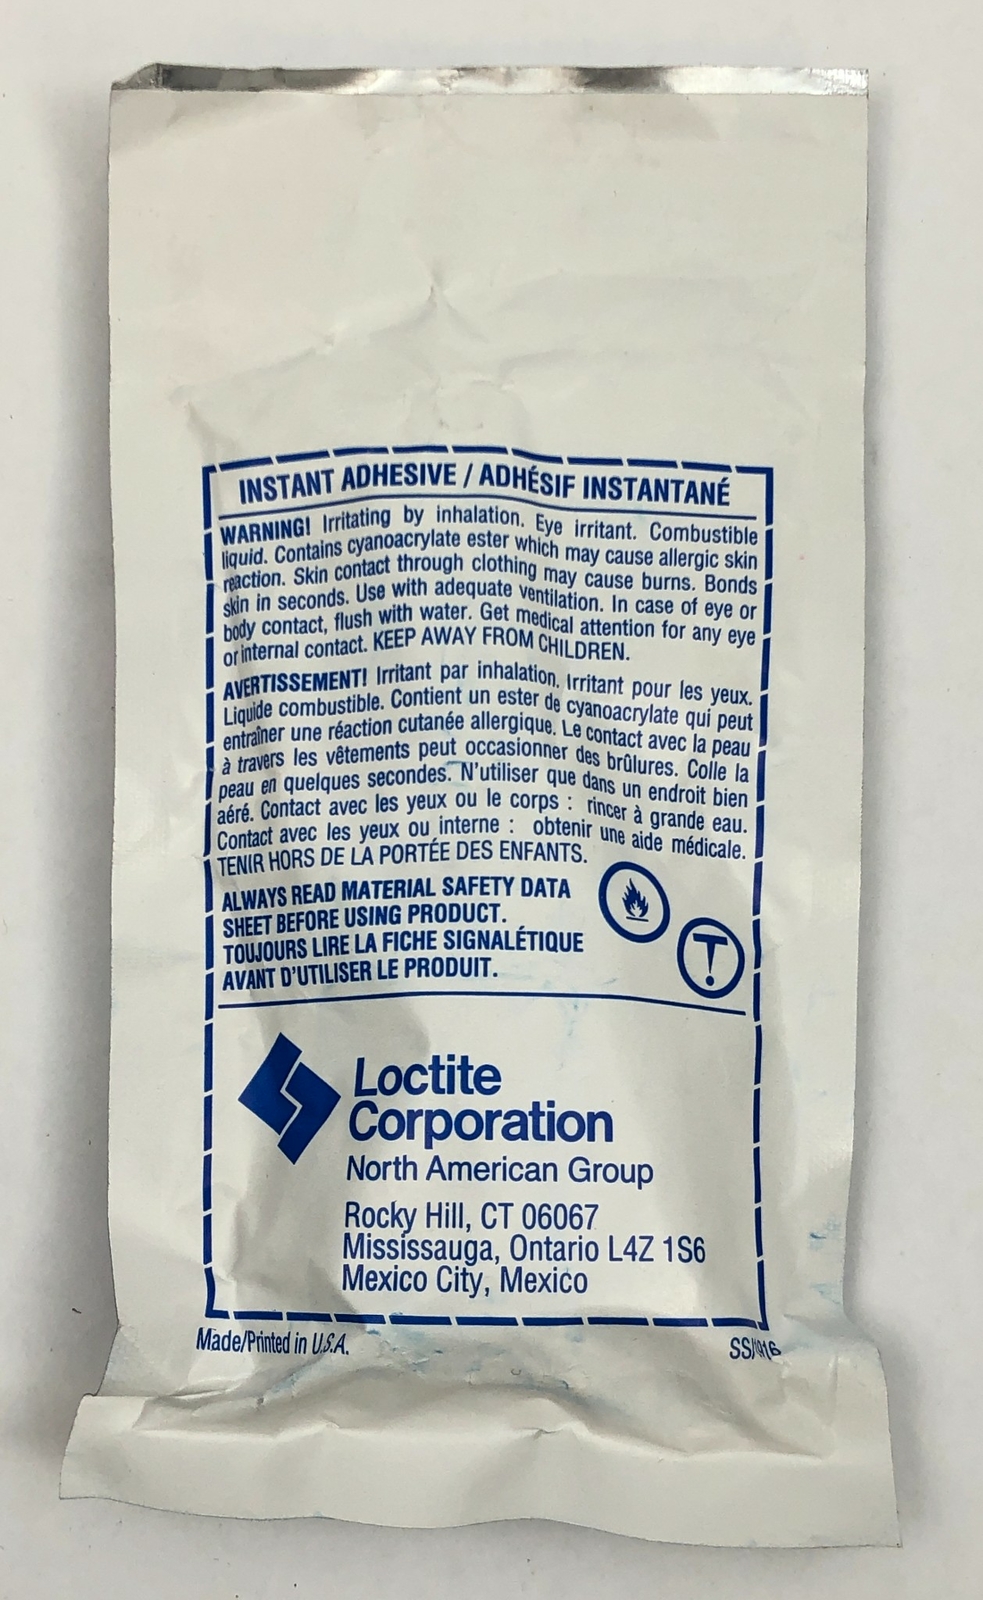 INSTANT ADHESIVE / ADHÉSIF INSTANTANÉ
WARNING! Irritating by inhalation. Eye irritant. Combustible
liquid. Contains cyanoacrylate ester which may cause allergic skin
reaction. Skin contact through clothing may cause burns. Bonds
skin in seconds. Use with adequate ventilation. In case of eye or
body contact, flush with water. Get medical attention for any eye
or internal contact. KEEP AWAY FROM CHILDREN.
AVERTISSEMENT! Irritant par inhalation. Irritant pour les yeux.
Liquide combustible. Contient un ester de cyanoacrylate qui peut
entraîner une réaction cutanée allergique. Le contact avec la peau
à travers les vêtements peut occasionner des brûlures. Colle la
peau en quelques secondes. N'utiliser que dans un endroit bien
aéré. Contact avec les yeux ou le corps : rincer à grande eau.
Contact avec les yeux ou interne : obtenir une aide médicale.
TENIR HORS DE LA PORTÉE DES ENFANTS.
ALWAYS READ MATERIAL SAFETY DATA
SHEET BEFORE USING PRODUCT.
TOUJOURS LIRE LA FICHE SIGNALÉTIQUE
AVANT D'UTILISER LE PRODUIT.
Loctite
Corporation
North American Group
Rocky Hill, CT 06067
Mississauga, Ontario L4Z 1S6
Mexico City, Mexico
Made/Printed in U.S.A.